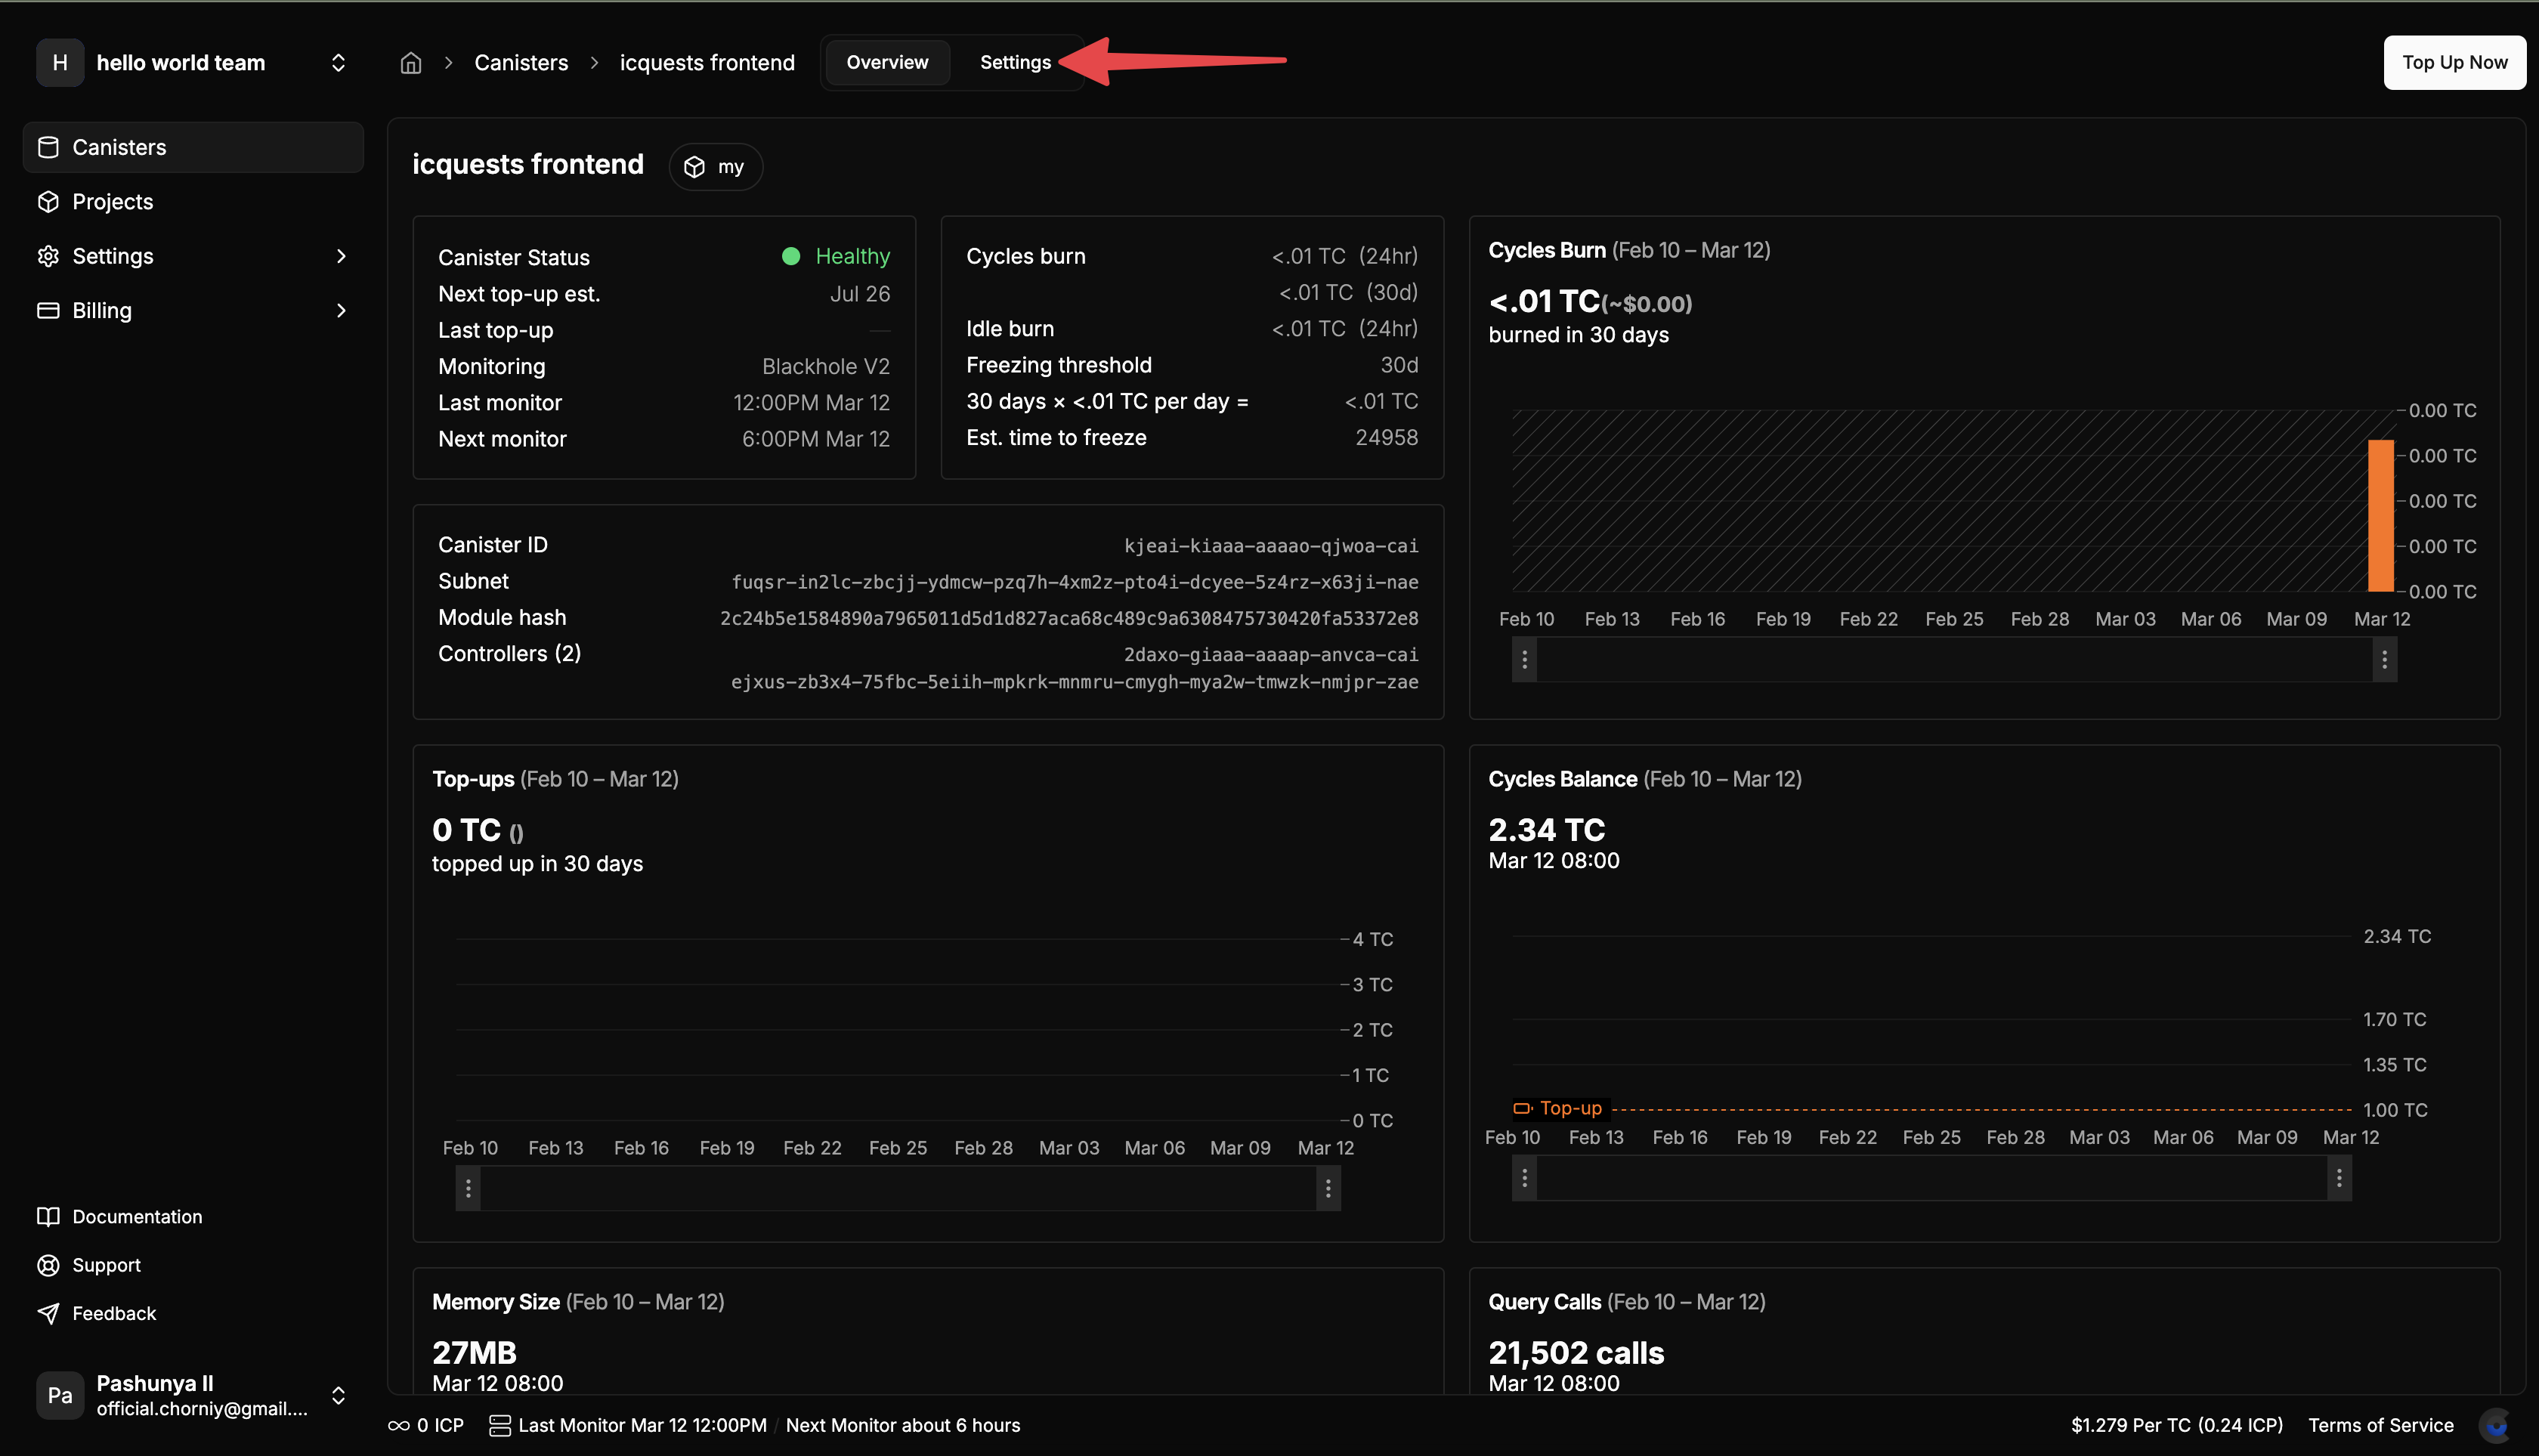 H hello world team
Canisters
icquests frontend
Overview
Settings
Top Up Now
Canisters
Projects
Settings
Billing
icquests frontend
my
Canister Status Healthy
Next top-up est. Jul 26
Last top-up —
Monitoring Blackhole V2
Last monitor 12:00PM Mar 12
Next monitor 6:00PM Mar 12
Cycles burn <.01 TC (24hr)
<.01 TC (30d)
Idle burn <.01 TC (24hr)
Freezing threshold 30d
30 days × <.01 TC per day = <.01 TC
Est. time to freeze 24958
Cycles Burn (Feb 10 – Mar 12)
<.01 TC(~$0.00)
burned in 30 days
0.00 TC
0.00 TC
0.00 TC
0.00 TC
0.00 TC
Feb 10 Feb 13 Feb 16 Feb 19 Feb 22 Feb 25 Feb 28 Mar 03 Mar 06 Mar 09 Mar 12
Canister ID kjeai-kiaaa-aaaao-qjwoa-cai
Subnet fuqsr-in2lc-zbcjj-ydmcw-pzq7h-4xm2z-pto4i-dcyee-5z4rz-x63ji-nae
Module hash 2c24b5e1584890a7965011d5d1d827aca68c489c9a6308475730420fa53372e8
Controllers (2) 2daxo-giaaa-aaaap-anvca-cai
ejxus-zb3x4-75fbc-5eiih-mpkrk-mnmru-cmygh-mya2w-tmwzk-nmjpr-zae
Top-ups (Feb 10 – Mar 12)
0 TC ()
topped up in 30 days
4 TC
3 TC
2 TC
1 TC
0 TC
Feb 10 Feb 13 Feb 16 Feb 19 Feb 22 Feb 25 Feb 28 Mar 03 Mar 06 Mar 09 Mar 12
Cycles Balance (Feb 10 – Mar 12)
2.34 TC
Mar 12 08:00
2.34 TC
1.70 TC
1.35 TC
Top-up 1.00 TC
Feb 10 Feb 13 Feb 16 Feb 19 Feb 22 Feb 25 Feb 28 Mar 03 Mar 06 Mar 09 Mar 12
Memory Size (Feb 10 – Mar 12)
27MB
Mar 12 08:00
Query Calls (Feb 10 – Mar 12)
21,502 calls
Mar 12 08:00
Documentation
Support
Feedback
Pa Pashunya II
official.chorniy@gmail....
0 ICP
Last Monitor Mar 12 12:00PM / Next Monitor about 6 hours
$1.279 Per TC (0.24 ICP)
Terms of Service